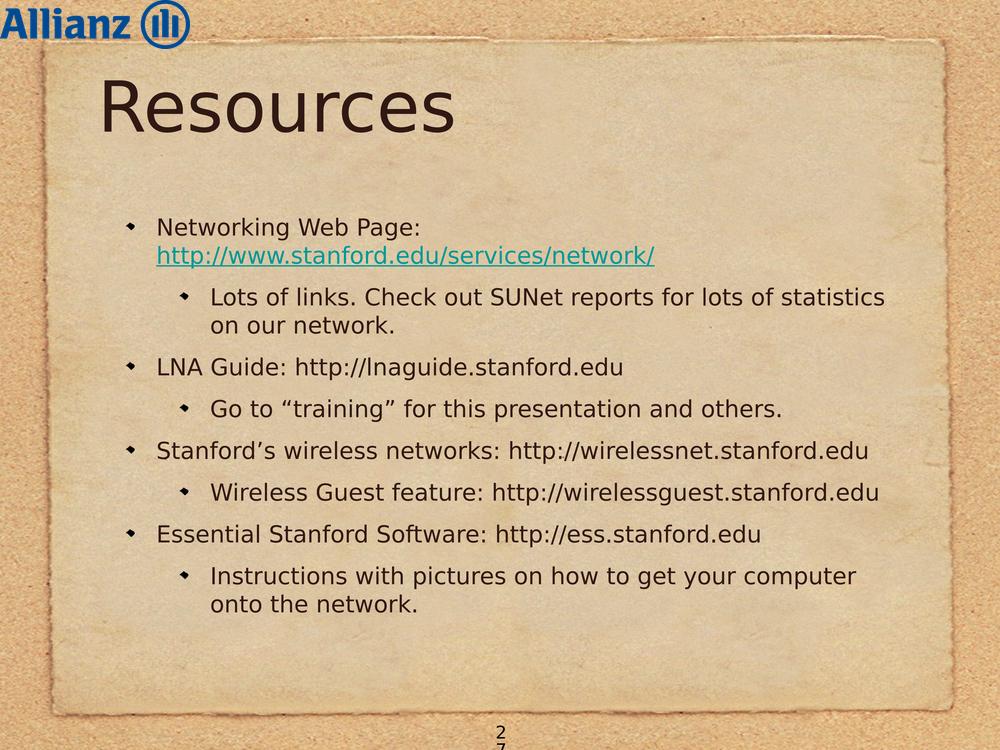 Allianz
Resources
Networking Web Page:
http://www.stanford.edu/services/network/
Lots of links. Check out SUNet reports for lots of statistics
on our network.
LNA Guide: http://lnaguide.stanford.edu
Go to “training” for this presentation and others.
Stanford’s wireless networks: http://wirelessnet.stanford.edu
Wireless Guest feature: http://wirelessguest.stanford.edu
Essential Stanford Software: http://ess.stanford.edu
Instructions with pictures on how to get your computer
onto the network.
2
7